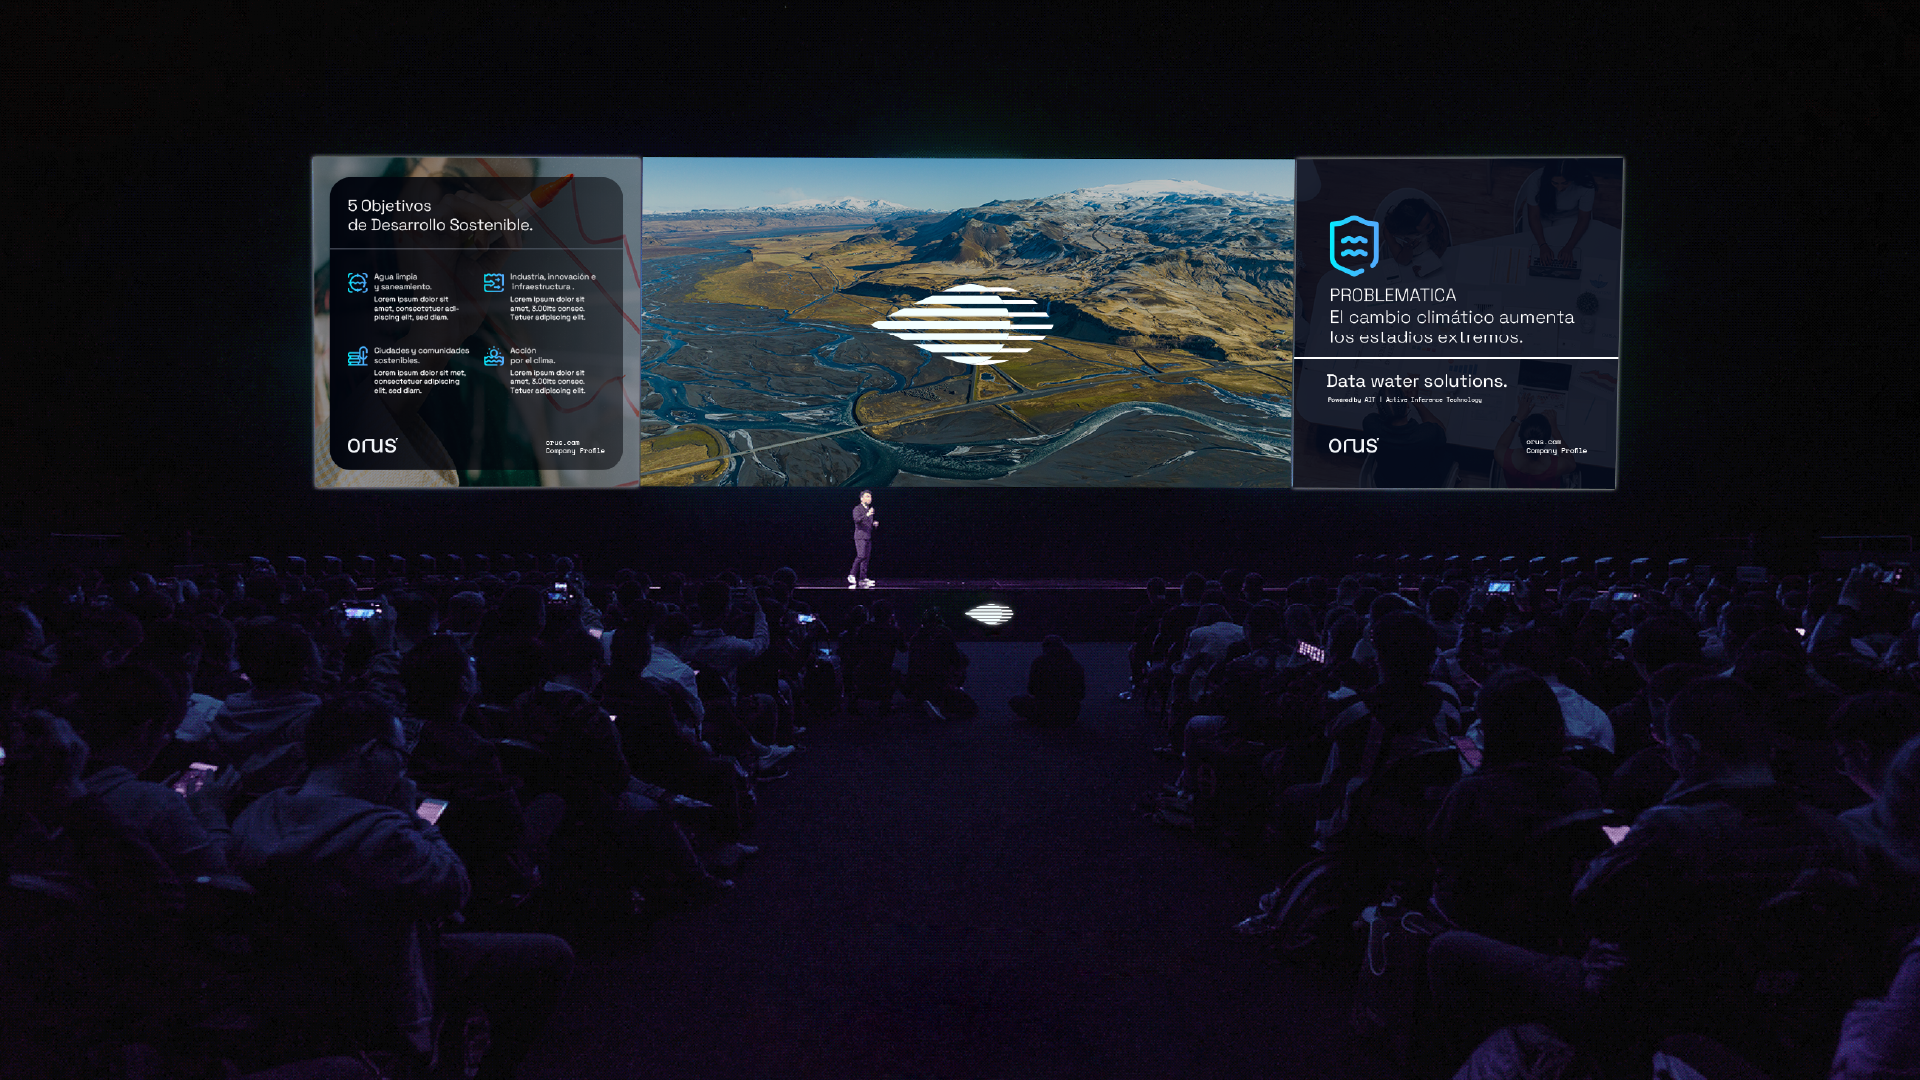 5 Objetivos
de Desarrollo Sostenible.
Agua limpia
y saneamiento.
Lorem ipsum dolor sit
amet, consectetuer adi-
piscing elit, sed diam.
Industria, innovación e
infraestructura.
Lorem ipsum dolor sit
amet, 3.00lts consec.
Tetuer adipiscing elit.
Ciudades y comunidades
sostenibles.
Lorem ipsum dolor sit met,
consectetuer adipiscing
elit, sed diam.
Acción
por el clima.
Lorem ipsum dolor sit
amet, 3.00lts consec.
Tetuer adipiscing elit.
orus
orus.com
Company Profile
PROBLEMATICA
El cambio climático aumenta
los estadios extremos.
Data water solutions.
Powered by AIT | Active Inference Technology
orus
orus.com
Company Profile